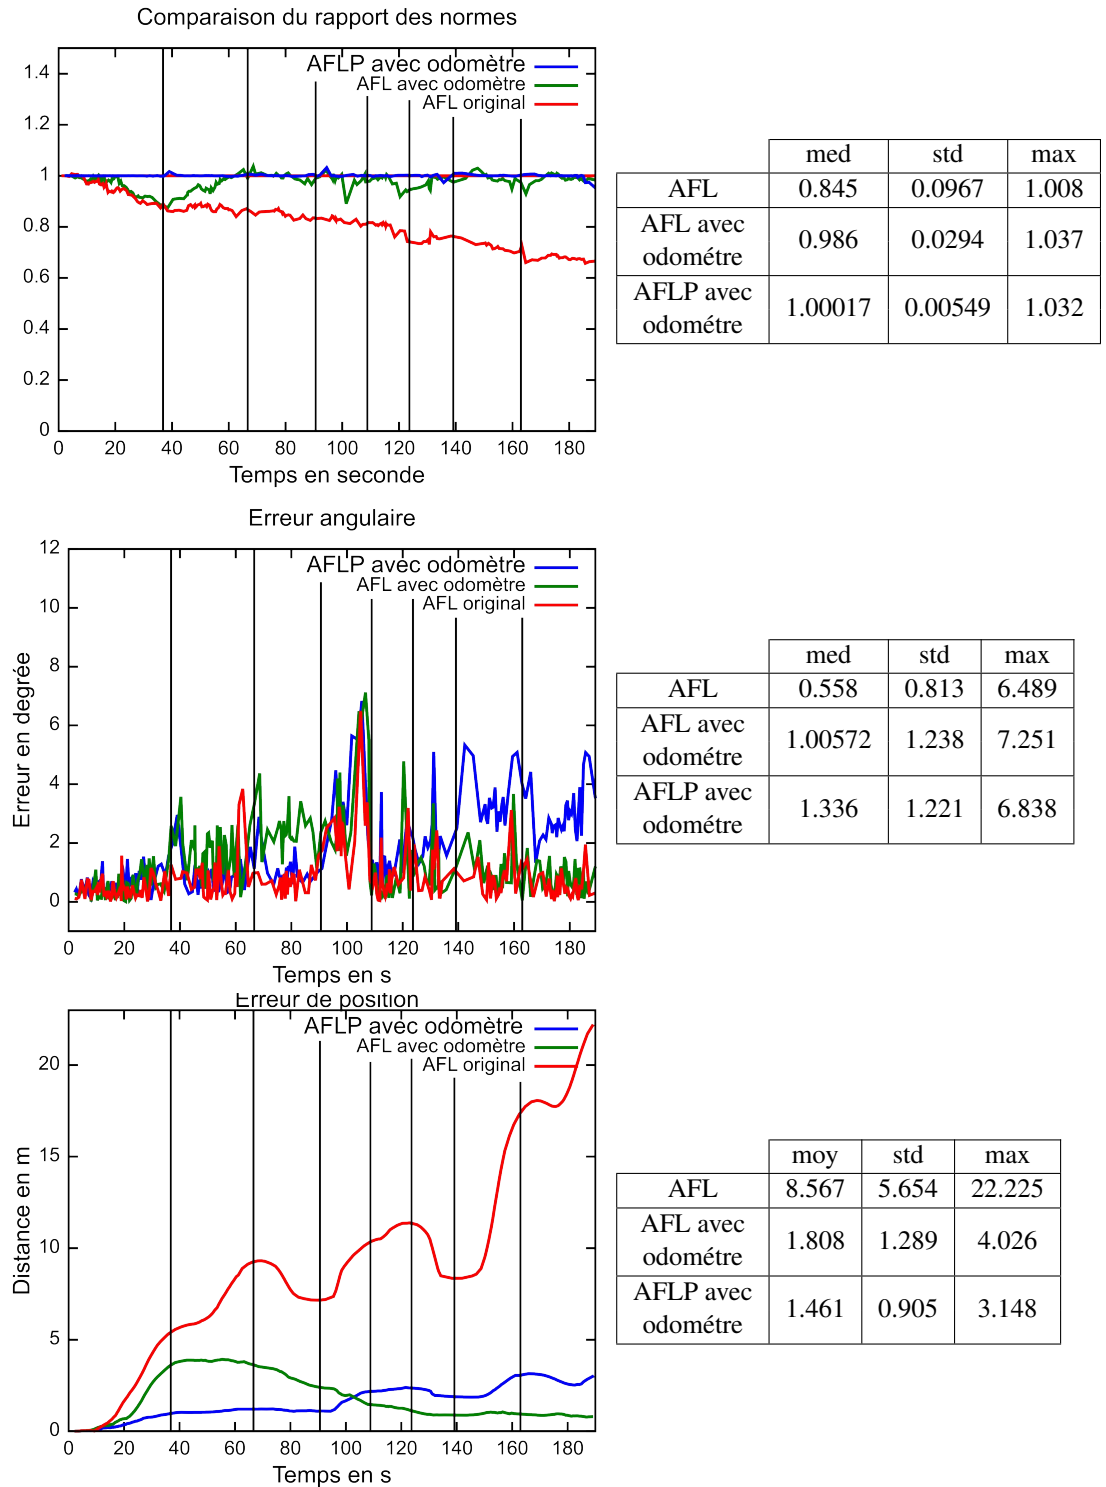 Comparaison du rapport des normes
AFLP avec odomètre
AFL avec odomètre
AFL original
1.4
1.2
1
0.8
0.6
0.4
0.2
0
0 20 40 60 80 100 120 140 160 180
Temps en seconde
med std max
AFL 0.845 0.0967 1.008
AFL avec odométre 0.986 0.0294 1.037
AFLP avec odométre 1.00017 0.00549 1.032
Erreur angulaire
AFLP avec odomètre
AFL avec odomètre
AFL original
Erreur en degrée
12
10
8
6
4
2
0
0 20 40 60 80 100 120 140 160 180
Temps en s
med std max
AFL 0.558 0.813 6.489
AFL avec odométre 1.00572 1.238 7.251
AFLP avec odométre 1.336 1.221 6.838
Erreur de position
AFLP avec odomètre
AFL avec odomètre
AFL original
Distance en m
20
15
10
5
0
0 20 40 60 80 100 120 140 160 180
Temps en s
moy std max
AFL 8.567 5.654 22.225
AFL avec odométre 1.808 1.289 4.026
AFLP avec odométre 1.461 0.905 3.148